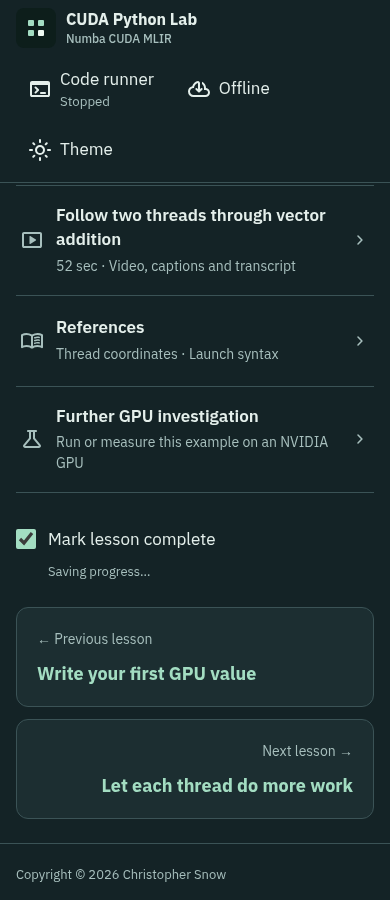 CUDA Python Lab
Numba CUDA MLIR
Code runner
Stopped
Offline
Theme
Follow two threads through vector
addition
52 sec · Video, captions and transcript
References
Thread coordinates · Launch syntax
Further GPU investigation
Run or measure this example on an NVIDIA
GPU
Mark lesson complete
Saving progress...
← Previous lesson
Write your first GPU value
Next lesson →
Let each thread do more work
Copyright © 2026 Christopher Snow